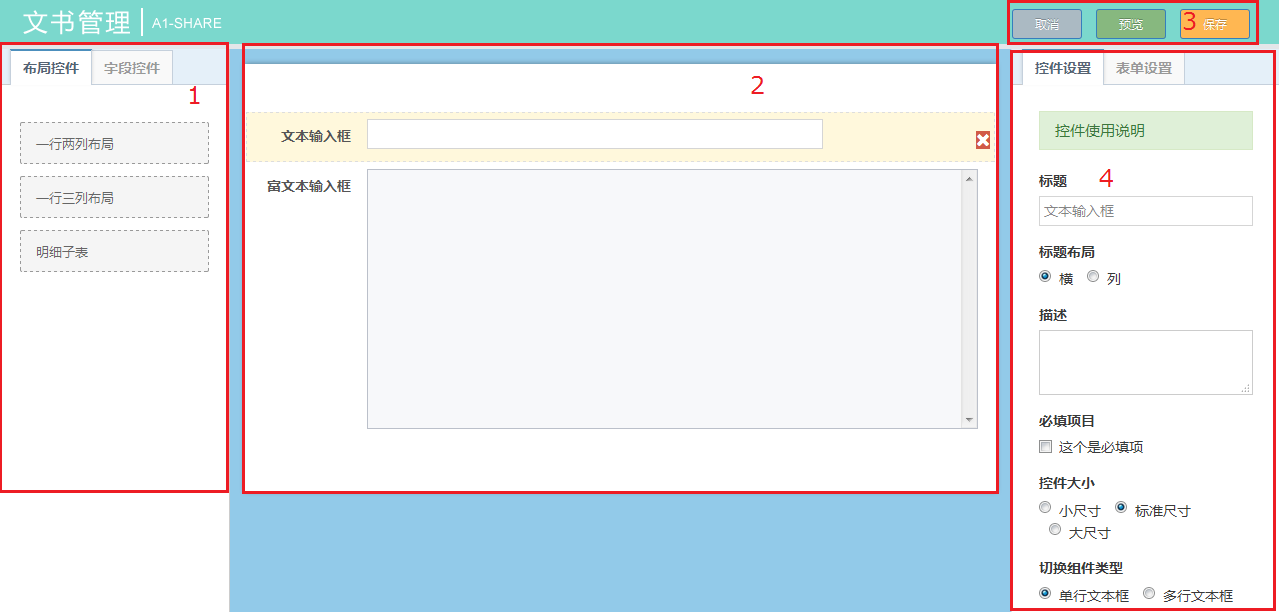 文书管理 A1-SHARE
取消 预览 3 保存
布局控件 字段控件
1
一行两列布局
一行三列布局
明细子表
2
文本输入框
富文本输入框
控件设置 表单设置
控件使用说明
标题 4
文本输入框
标题布局
横 列
描述
必填项目
这个是必填项
控件大小
小尺寸 标准尺寸
大尺寸
切换组件类型
单行文本框 多行文本框